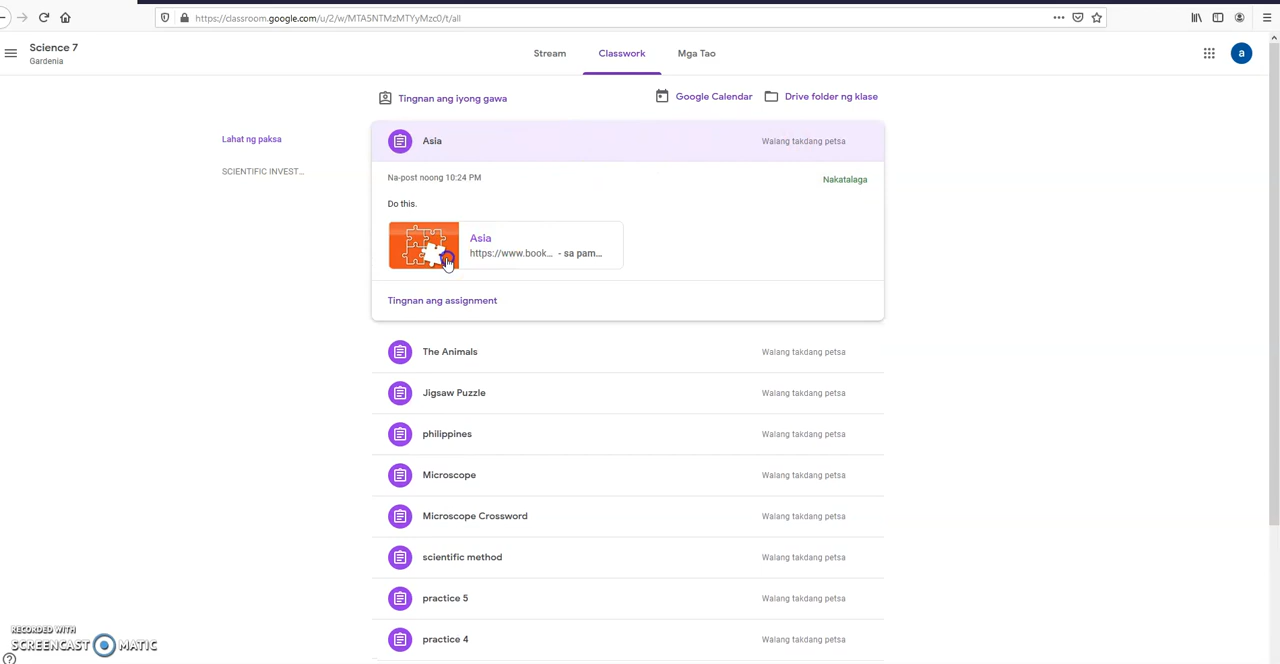 https://classroom.google.com/u/2/w/MTA5NTMzMTYyMzc0/t/all
Science 7
Gardenia
Stream
Classwork
Mga Tao
a
Tingnan ang iyong gawa
Google Calendar
Drive folder ng klase
Lahat ng paksa
SCIENTIFIC INVEST...
Asia
Walang takdang petsa
Na-post noong 10:24 PM
Nakatalaga
Do this.
Asia
https://www.book... - sa pam...
Tingnan ang assignment
The Animals
Walang takdang petsa
Jigsaw Puzzle
Walang takdang petsa
philippines
Walang takdang petsa
Microscope
Walang takdang petsa
Microscope Crossword
Walang takdang petsa
scientific method
Walang takdang petsa
practice 5
Walang takdang petsa
practice 4
Walang takdang petsa
RECORDED WITH
SCREENCAST MATIC